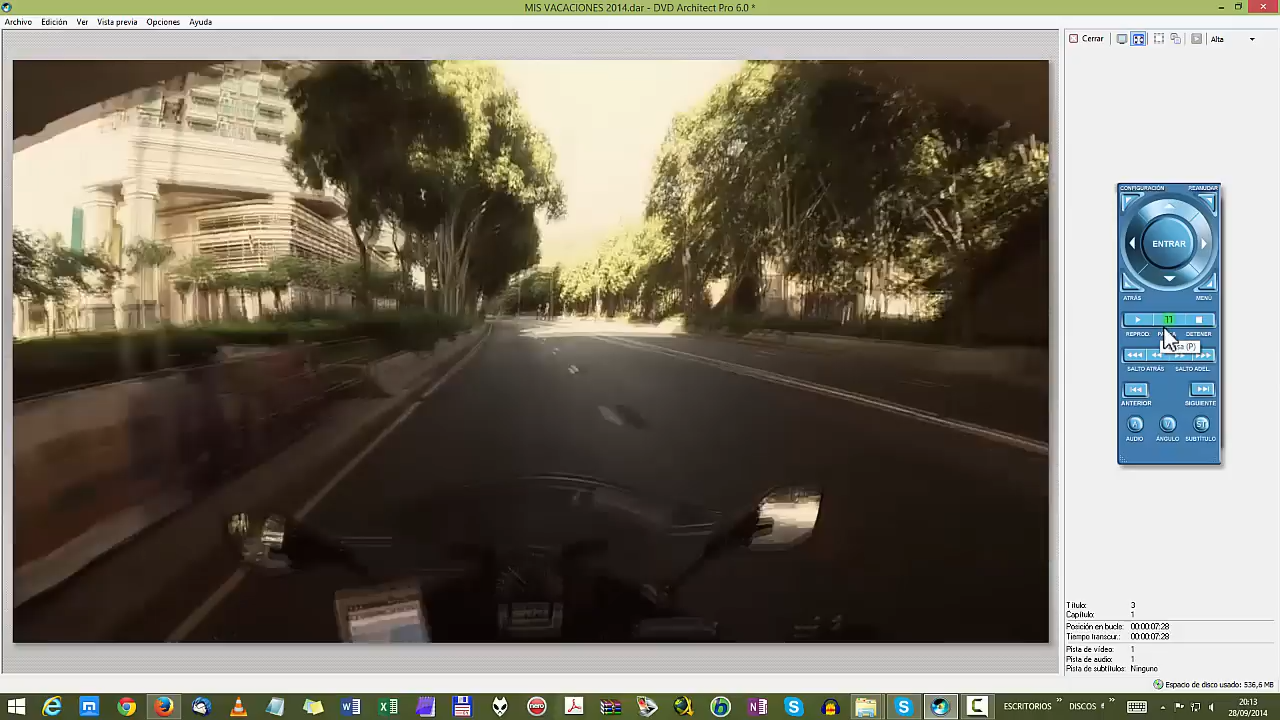 MIS VACACIONES 2014.dar - DVD Architect Pro 6.0 *
Archivo Edición Ver Vista previa Opciones Ayuda
Cerrar
Alta
CONFIGURACIÓN REANUDAR
ENTRAR
ATRÁS MENÚ
REPROD. DETENER
(P)
SALTO ATRÁS SALTO ADEL.
ANTERIOR SIGUIENTE
ST
AUDIO ÁNGULO SUBTÍTULO
Título: 3
Capítulo: 1
Posición en bucle: 00:00:07:28
Tiempo transcur.: 00:00:07:28
Pista de vídeo: 1
Pista de audio: 1
Pista de subtítulos: Ninguno
Espacio de disco usado: 536,6 MB
ESCRITORIOS » DISCOS »
20:13
28/09/2014